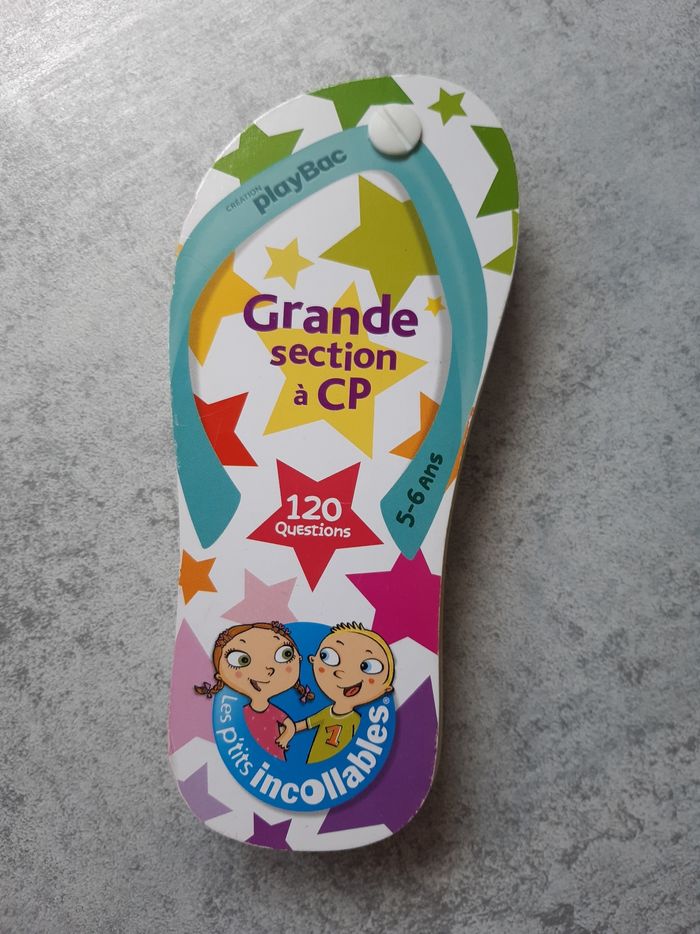 CRÉATION playBac
Grande
section
à CP
120
Questions
5-6 Ans
1
Les p'tits
incollables®